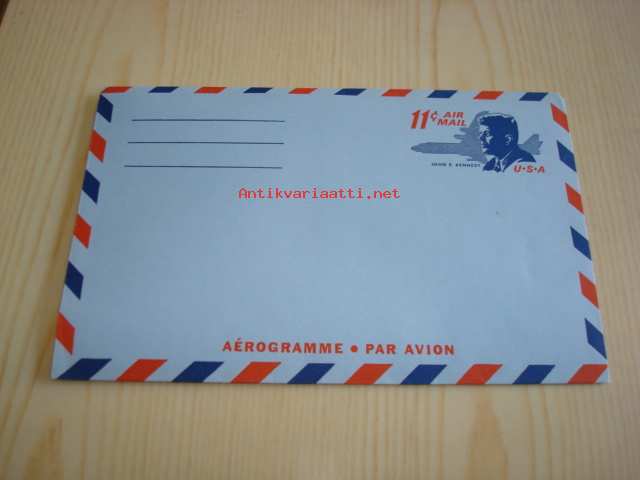 11¢ AIR MAIL
JOHN F. KENNEDY
U·S·A
Antikvariaatti.net
AÉROGRAMME • PAR AVION